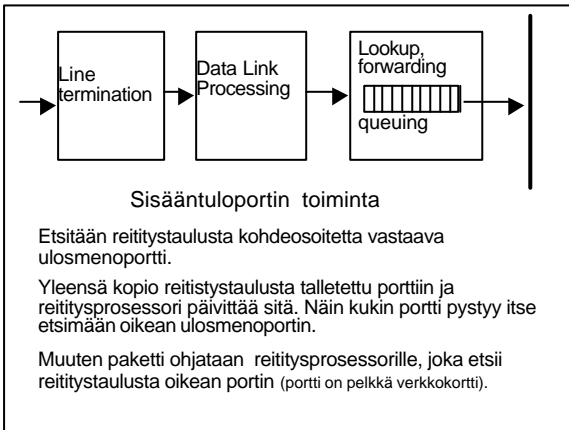 Line
termination
Data Link
Processing
Lookup,
forwarding
queuing
Sisääntuloportin toiminta
Etsitään reititystaulusta kohdeosoitetta vastaava
ulosmenoportti.
Yleensä kopio reitistystaulusta talletettu porttiin ja
reititysprosessori päivittää sitä. Näin kukin portti pystyy itse
etsimään oikean ulosmenoportin.
Muuten paketti ohjataan reititysprosessorille, joka etsii
reititystaulusta oikean portin (portti on pelkkä verkkokortti).